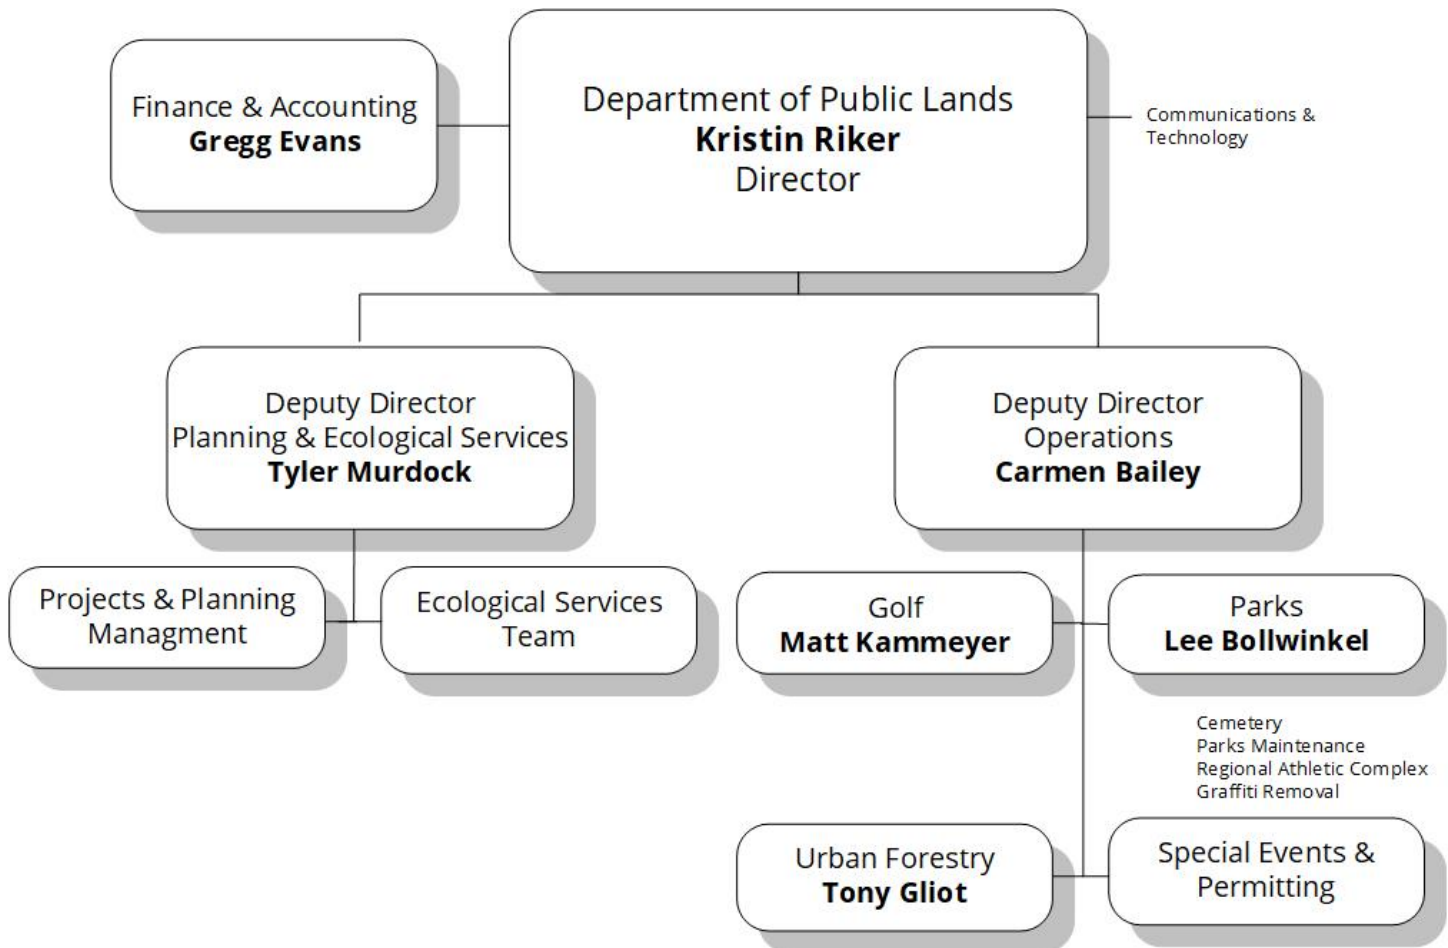 Finance & Accounting
Gregg Evans
Department of Public Lands
Kristin Riker
Director
Communications &
Technology
Deputy Director
Planning & Ecological Services
Tyler Murdock
Deputy Director
Operations
Carmen Bailey
Projects & Planning
Managment
Ecological Services
Team
Golf
Matt Kammeyer
Parks
Lee Bollwinkel
Cemetery
Parks Maintenance
Regional Athletic Complex
Graffiti Removal
Urban Forestry
Tony Gliot
Special Events &
Permitting